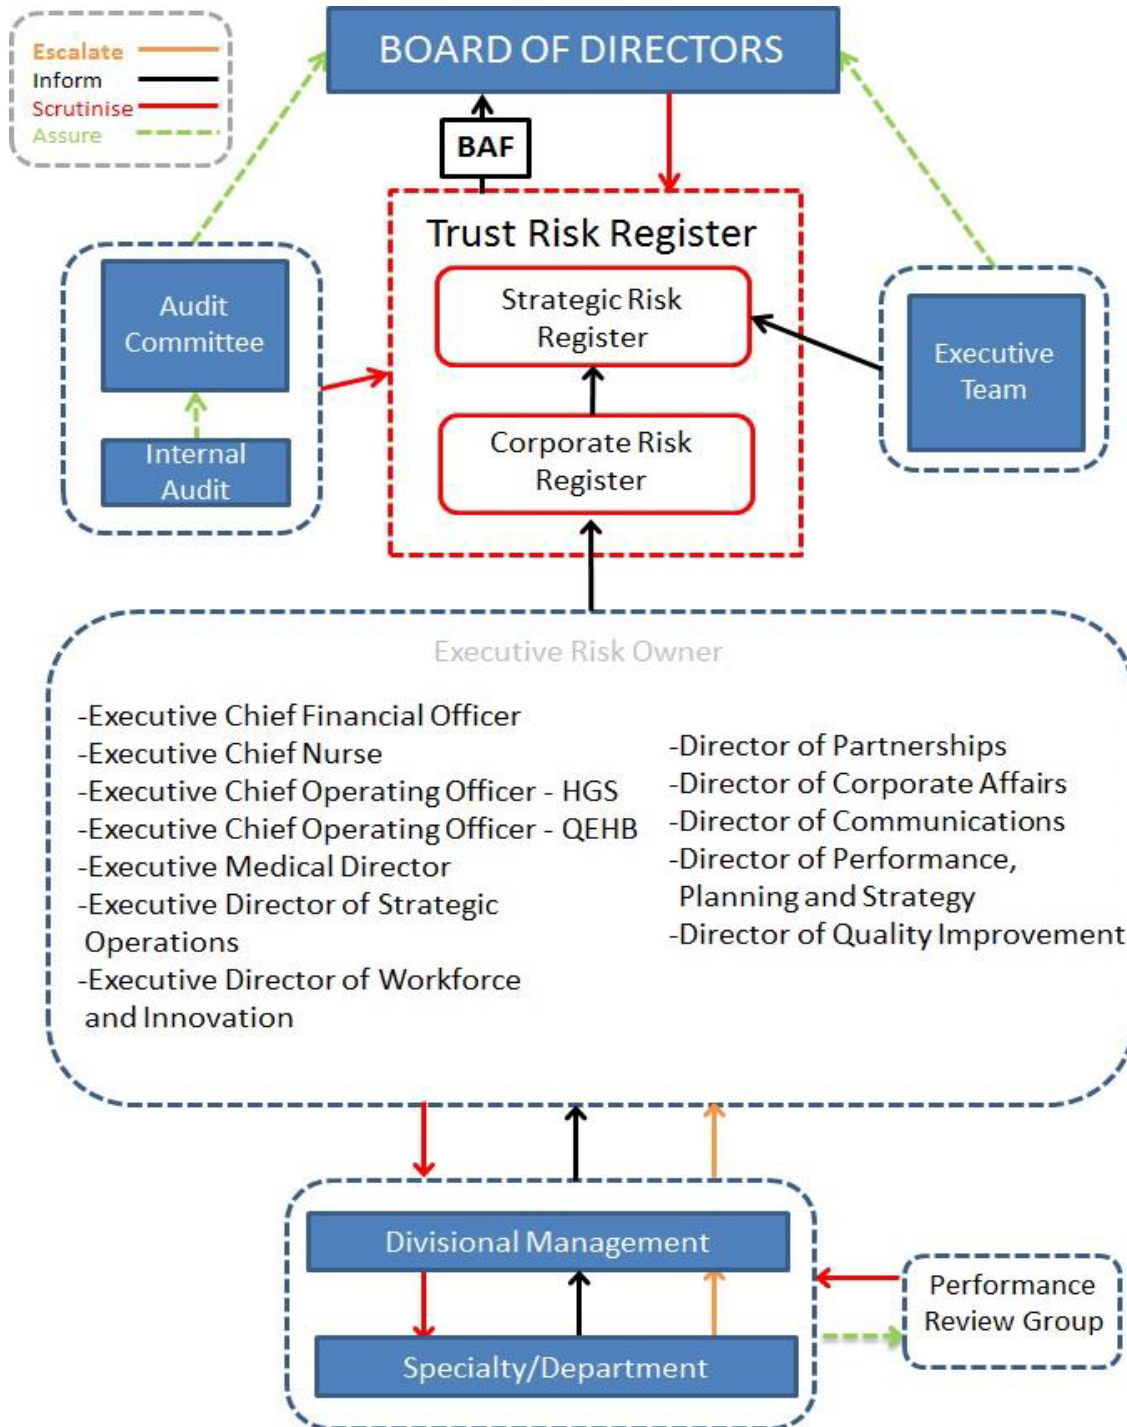 Escalate
Inform
Scrutinise
Assure
BOARD OF DIRECTORS
BAF
Trust Risk Register
Strategic Risk
Register
Corporate Risk
Register
Audit
Committee
Internal
Audit
Executive
Team
Executive Risk Owner
-Executive Chief Financial Officer
-Executive Chief Nurse
-Executive Chief Operating Officer - HGS
-Executive Chief Operating Officer - QEHB
-Executive Medical Director
-Executive Director of Strategic
Operations
-Executive Director of Workforce
and Innovation
-Director of Partnerships
-Director of Corporate Affairs
-Director of Communications
-Director of Performance,
Planning and Strategy
-Director of Quality Improvement
Divisional Management
Specialty/Department
Performance
Review Group